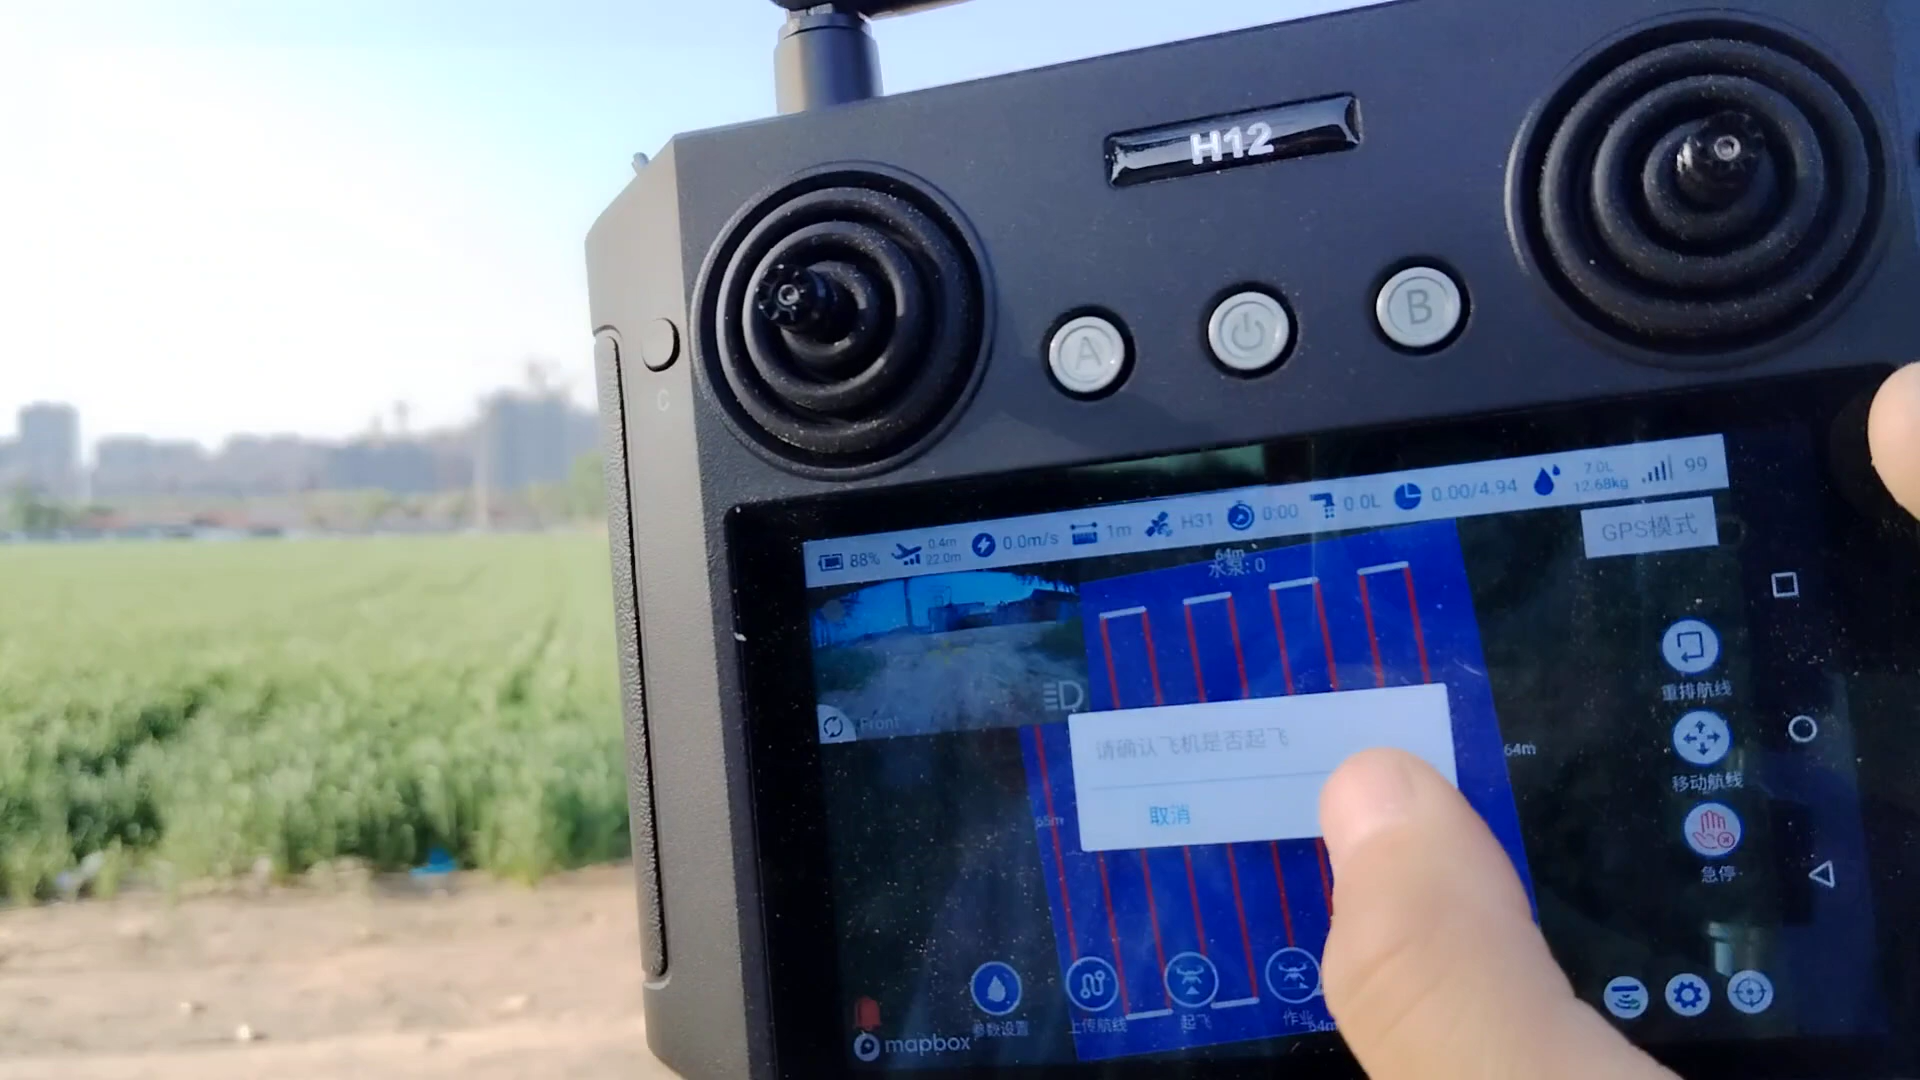 H12
A
B
C
88%
0.4m
22.0m
0.0m/s
1m
H31
0:00
0.0L
0.00/4.94
7.0L
12.68kg
99
GPS模式
64m
水泵: 0
Front
重排航线
请确认飞机是否起飞
64m
移动航线
取消
65m
急停
参数设置
上传航线
起飞
作业
64m
mapbox